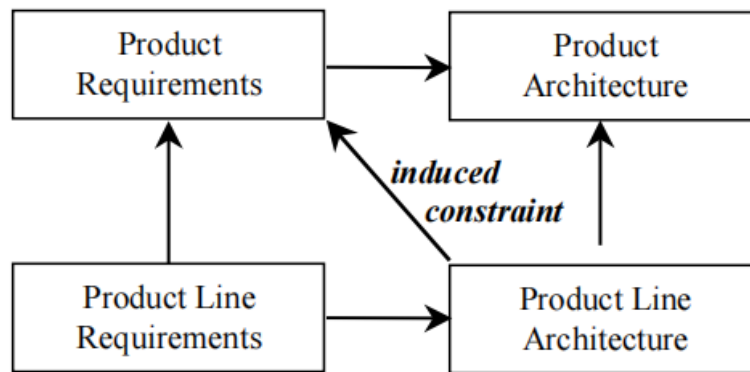 Product
Requirements
Product
Architecture
induced
constraint
Product Line
Requirements
Product Line
Architecture